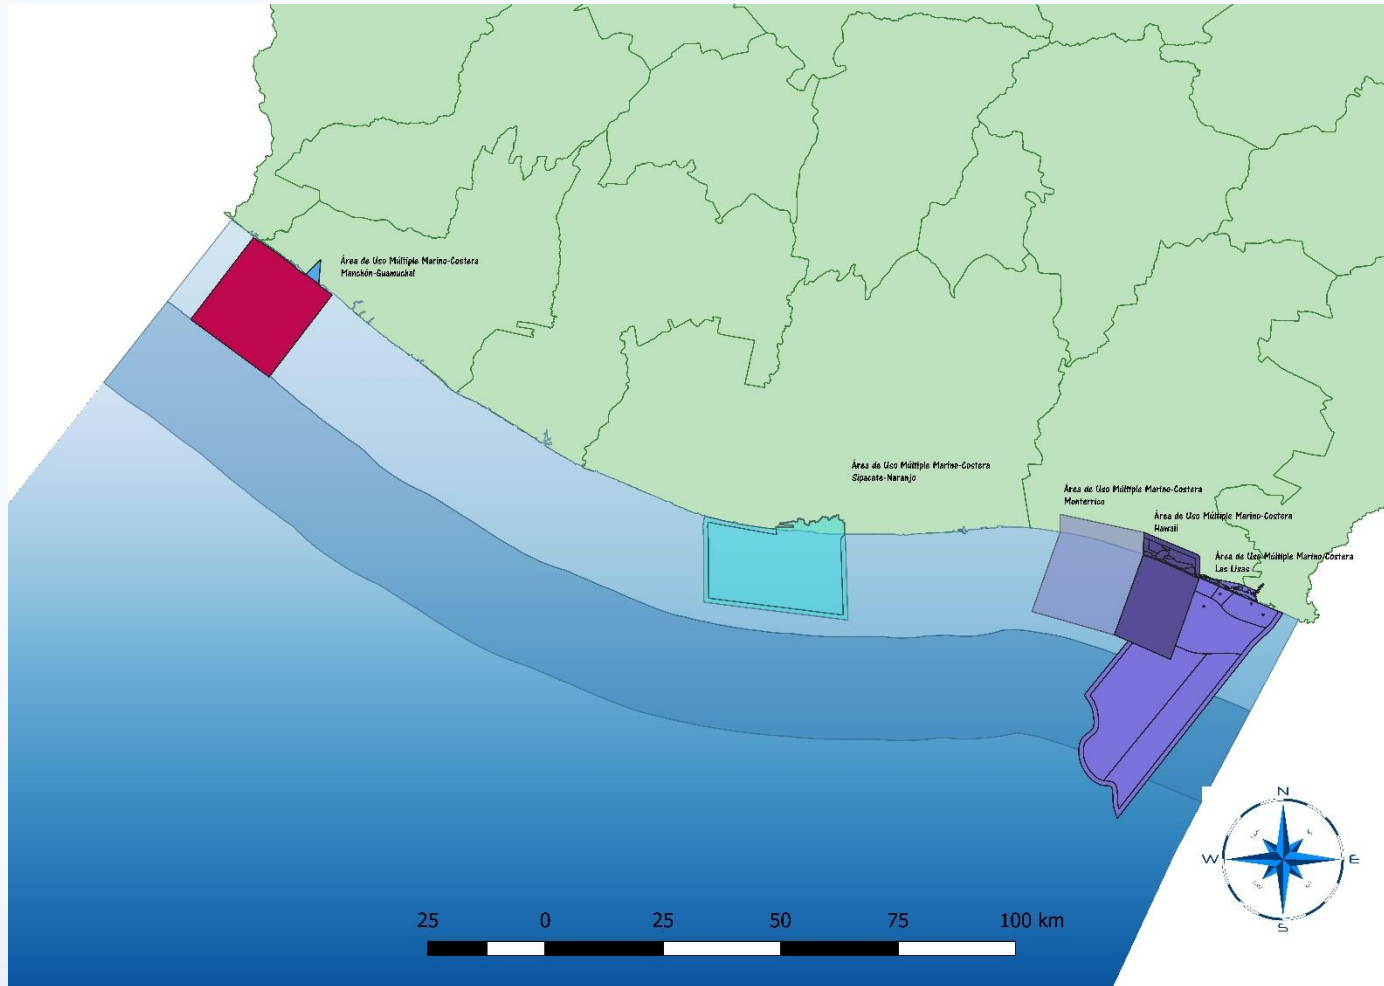 Área de Uso Múltiple Marino-Costera
Manchón-Guamuchal
Área de Uso Múltiple Marino-Costera
Sipacate-Naranjo
Área de Uso Múltiple Marino-Costera
Monterrico
Área de Uso Múltiple Marino-Costera
Hawaii
Área de Uso Múltiple Marino-Costera
Las Lisas
N
W
E
S
25 0 25 50 75 100 km